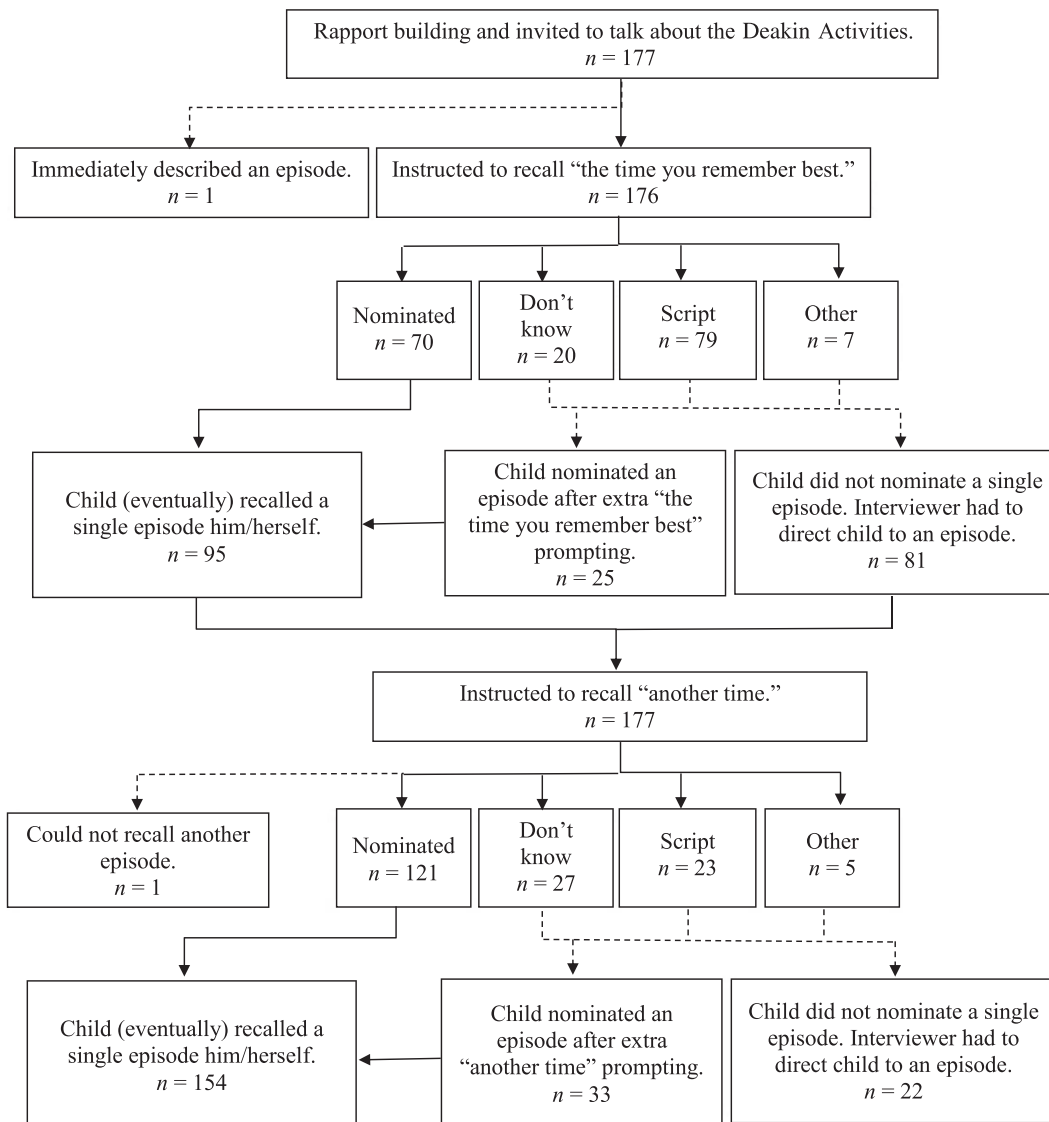 Rapport building and invited to talk about the Deakin Activities.
n = 177
Immediately described an episode.
n = 1
Instructed to recall “the time you remember best.”
n = 176
Nominated
n = 70
Don’t
know
n = 20
Script
n = 79
Other
n = 7
Child (eventually) recalled a
single episode him/herself.
n = 95
Child nominated an
episode after extra “the
time you remember best”
prompting.
n = 25
Child did not nominate a single
episode. Interviewer had to
direct child to an episode.
n = 81
Instructed to recall “another time.”
n = 177
Could not recall another
episode.
n = 1
Nominated
n = 121
Don’t
know
n = 27
Script
n = 23
Other
n = 5
Child (eventually) recalled a
single episode him/herself.
n = 154
Child nominated an
episode after extra
“another time” prompting.
n = 33
Child did not nominate a single
episode. Interviewer had to
direct child to an episode.
n = 22